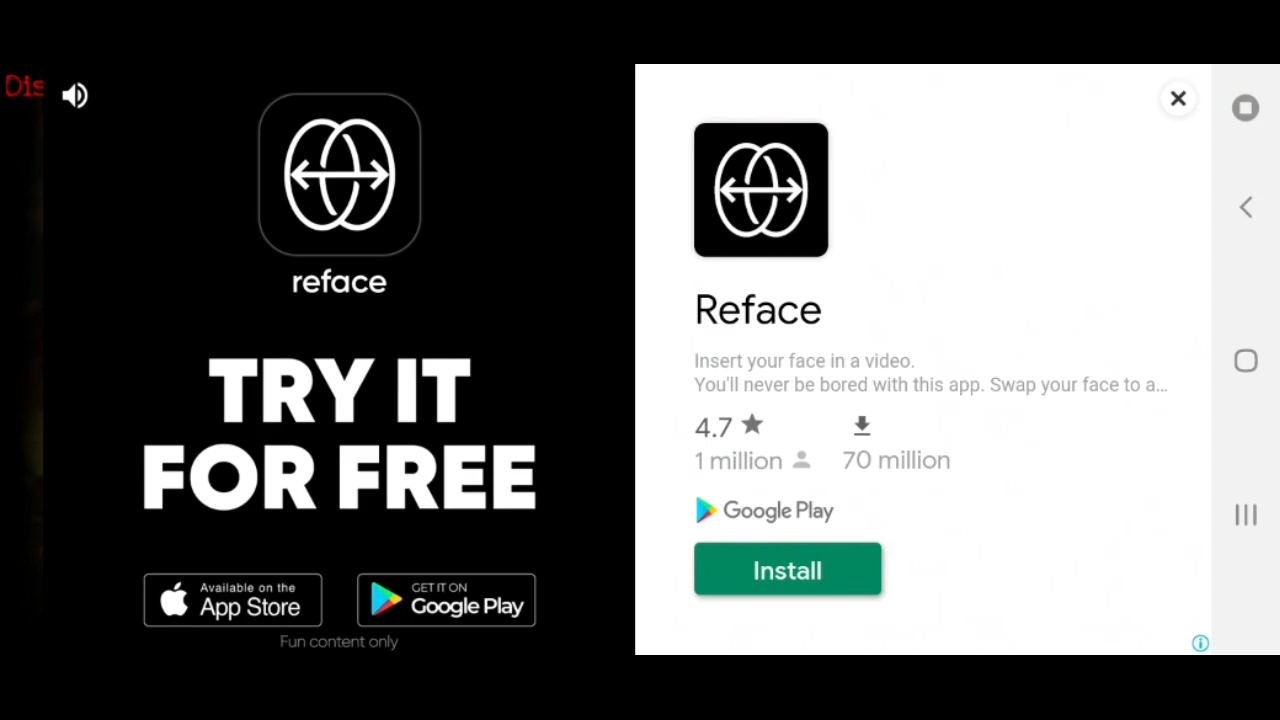 Dis
reface
TRY IT
FOR FREE
Available on the
App Store
GET IT ON
Google Play
Fun content only
Reface
Insert your face in a video.
You'll never be bored with this app. Swap your face to a...
4.7
1 million
70 million
Google Play
Install